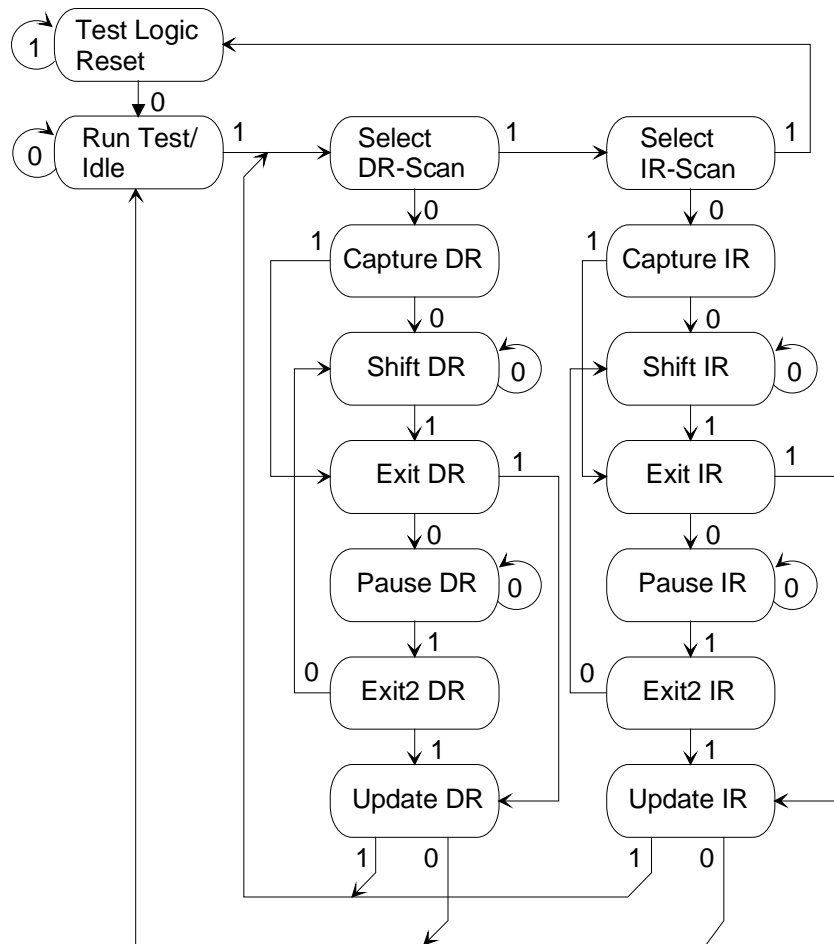 Test Logic
Reset
1
0
Run Test/
Idle
0
1
Select
DR-Scan
1
Select
IR-Scan
1
0
0
1
Capture DR
1
Capture IR
0
0
Shift DR
0
Shift IR
0
1
1
Exit DR
1
Exit IR
1
0
0
Pause DR
0
Pause IR
0
1
1
0
Exit2 DR
0
Exit2 IR
1
1
Update DR
Update IR
1
0
1
0